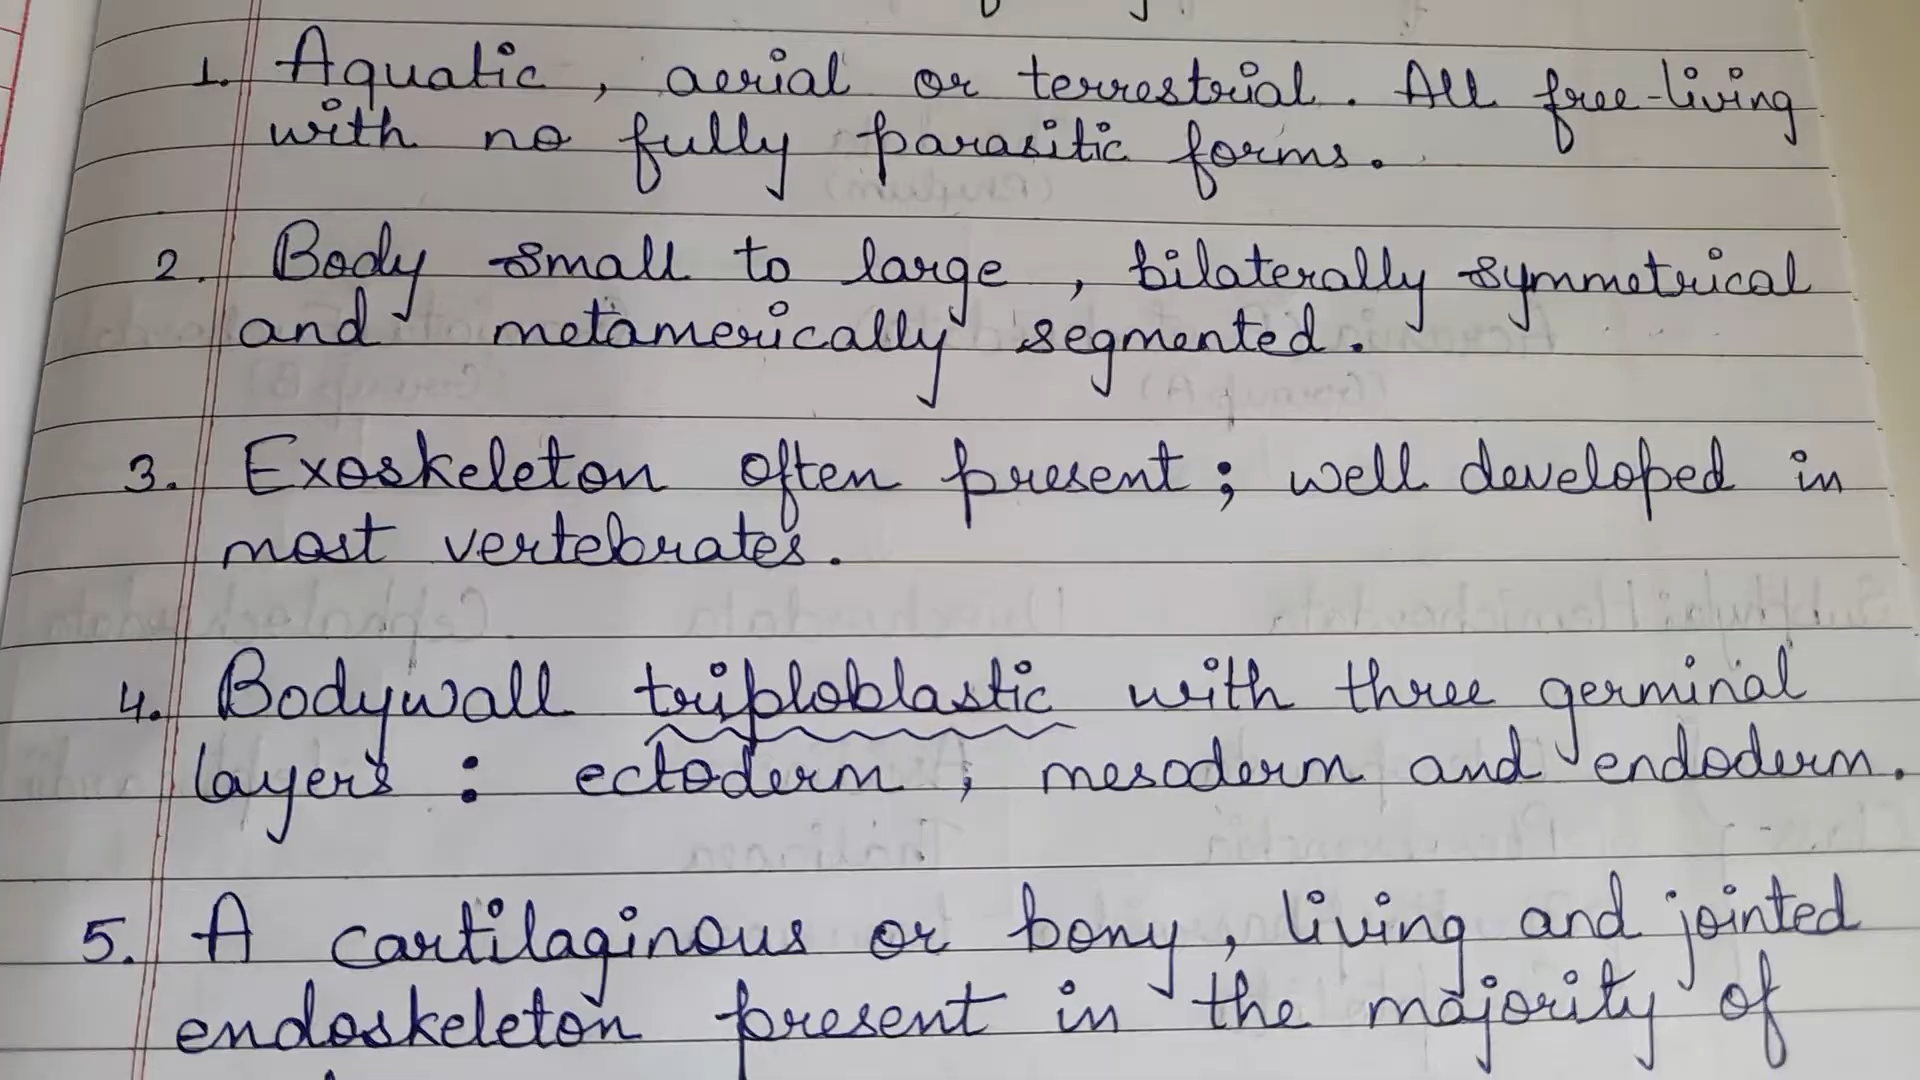 1. Aquatic, aerial or terrestrial. All free-living
with no fully parasitic forms.
2. Body small to large, bilaterally symmetrical
and metamerically segmented.
3. Exoskeleton often present; well developed in
most vertebrates.
4. Bodywall triploblastic with three germinal
layers: ectoderm, mesoderm and endoderm.
5. A cartilaginous or bony, living and jointed
endoskeleton present in the majority of